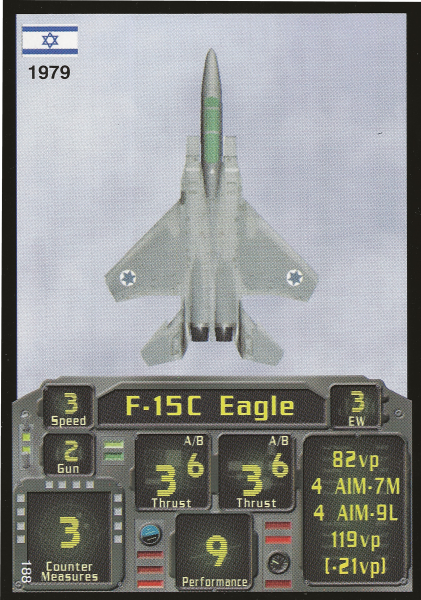 1979
3
Speed
F-15C Eagle
3
EW
2
Gun
A/B
3 6
Thrust
A/B
3 6
Thrust
82vp
4 AIM-7M
4 AIM-9L
119vp
(-21vp)
3
Counter
Measures
9
Performance
188